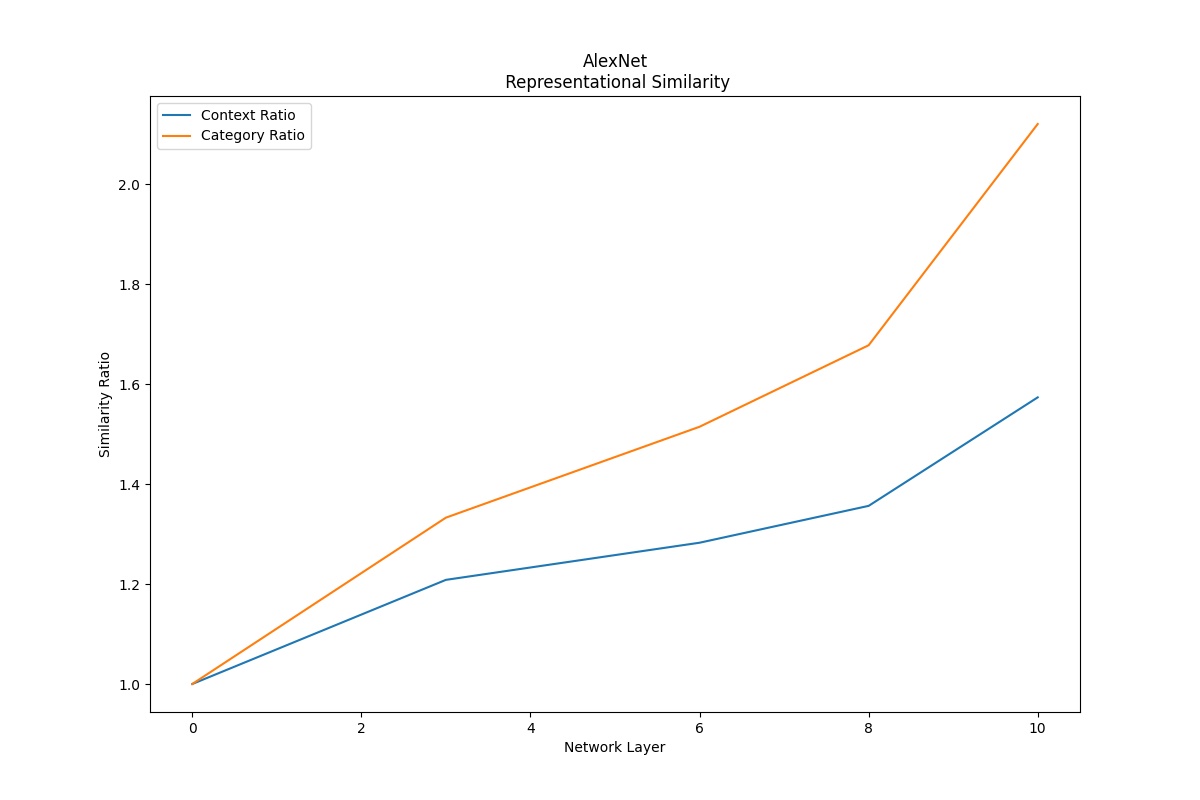 AlexNet
Representational Similarity
Context Ratio
Category Ratio
2.0
1.8
1.6
1.4
1.2
1.0
Similarity Ratio
0 2 4 6 8 10
Network Layer